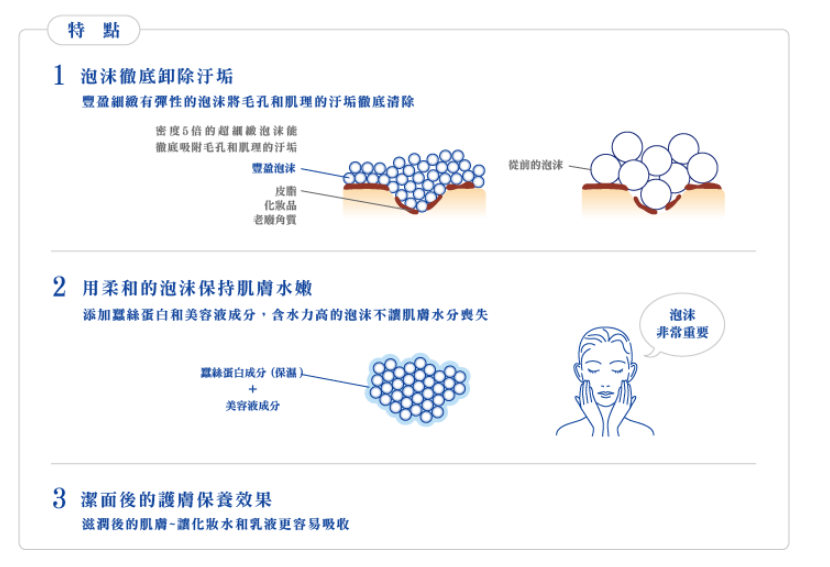 特 點
1 泡沫徹底卸除汙垢
豐盈細緻有彈性的泡沫將毛孔和肌理的汙垢徹底清除
密度5倍的超細緻泡沫能
徹底吸附毛孔和肌理的汙垢
豐盈泡沫
皮脂
化妝品
老廢角質
從前的泡沫
2 用柔和的泡沫保持肌膚水嫩
添加蠶絲蛋白和美容液成分，含水力高的泡沫不讓肌膚水分喪失
蠶絲蛋白成分（保濕）
+
美容液成分
泡沫
非常重要
3 潔面後的護膚保養效果
滋潤後的肌膚~讓化妝水和乳液更容易吸收